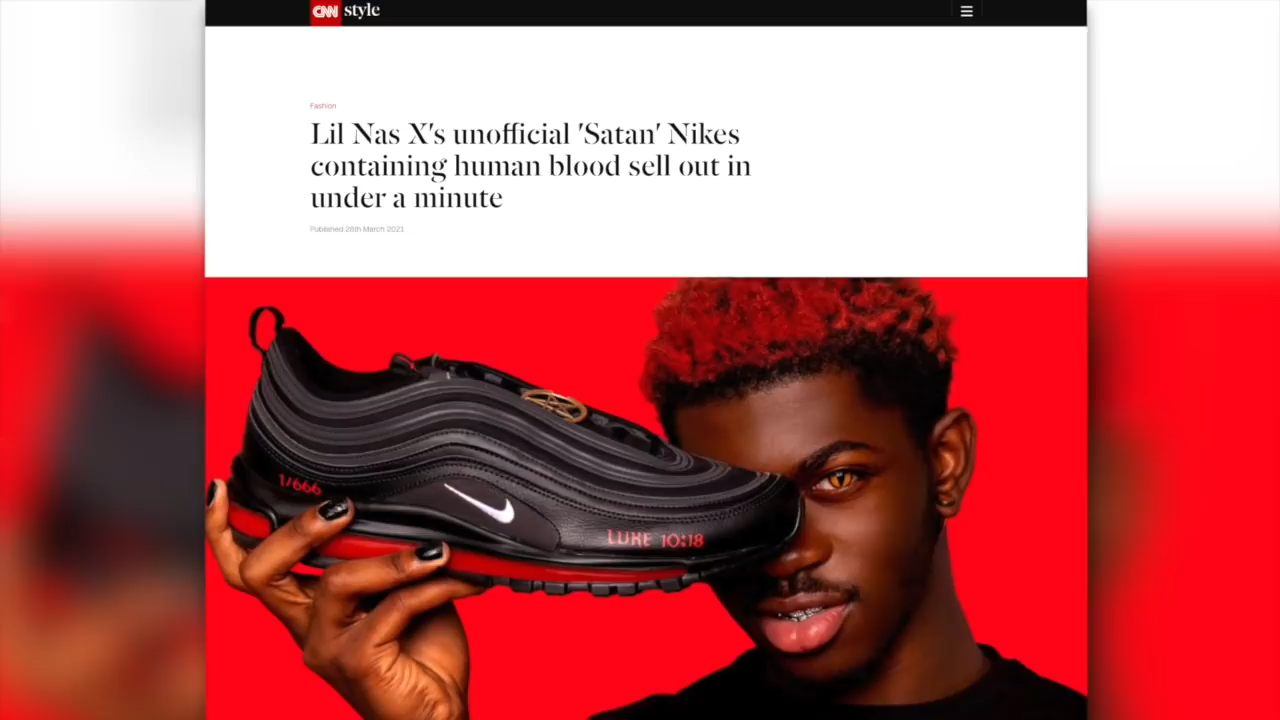 CNN style
Fashion
Lil Nas X's unofficial 'Satan' Nikes
containing human blood sell out in
under a minute
Published 28th March 2021
1/666
LUKE 10:18